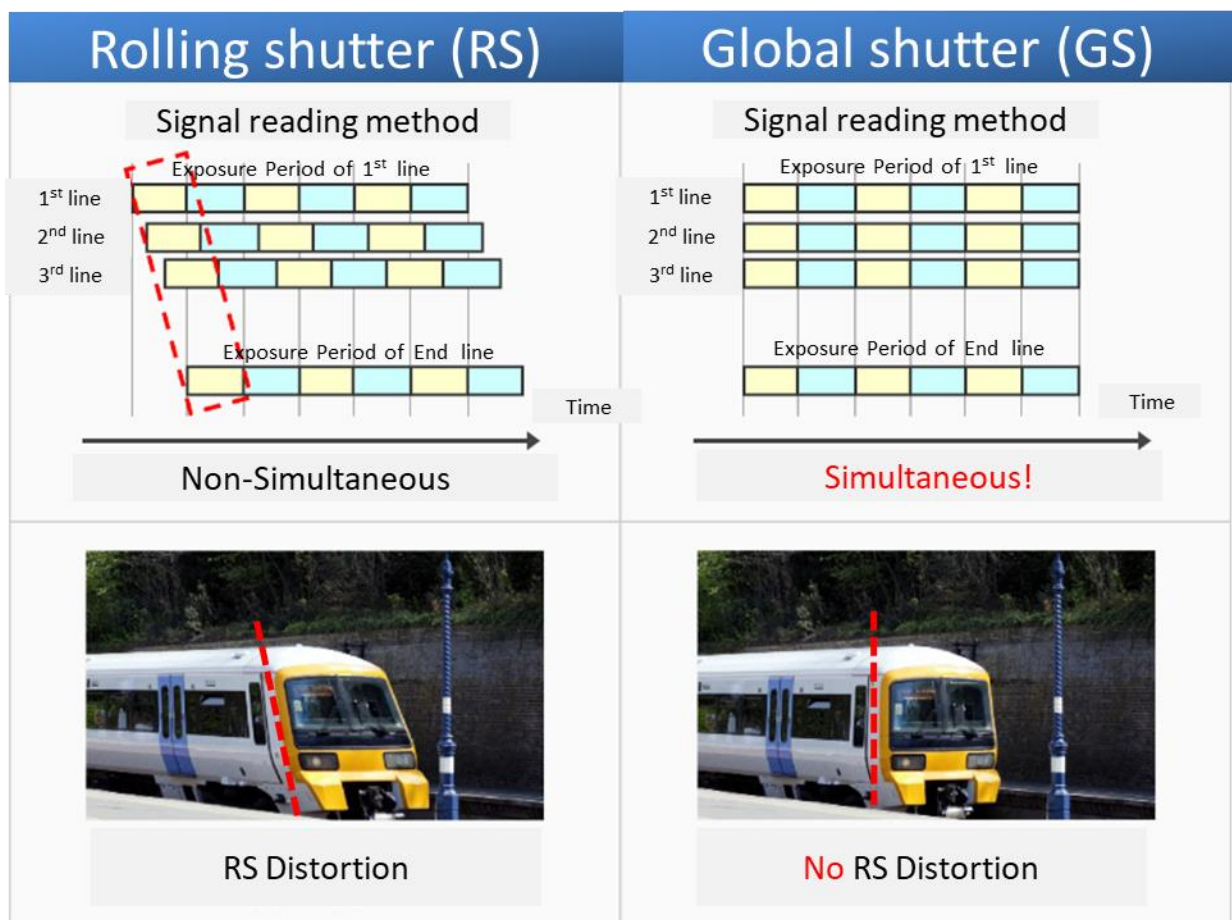 Rolling shutter (RS)
Signal reading method
Exposure Period of 1st line
1st line
2nd line
3rd line
Exposure Period of End line
Time
Non-Simultaneous
RS Distortion
Global shutter (GS)
Signal reading method
Exposure Period of 1st line
1st line
2nd line
3rd line
Exposure Period of End line
Time
Simultaneous!
No RS Distortion